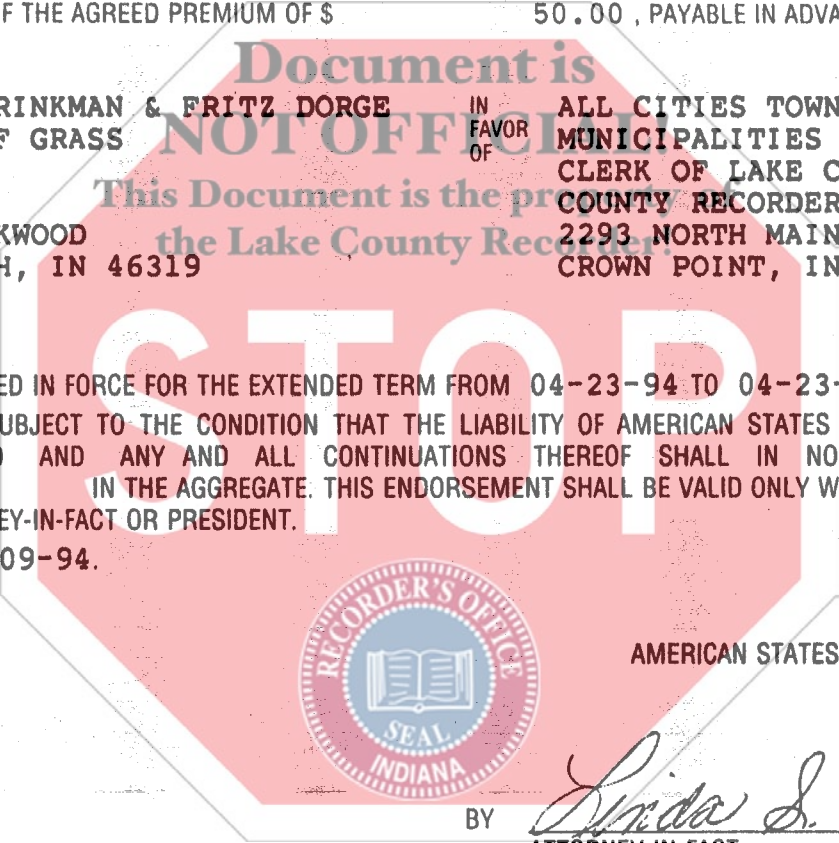 F THE AGREED PREMIUM OF $ 50.00 , PAYABLE IN ADVA
Document is
NOT OFFICIAL!
This Document is the property of
the Lake County Recorder!
RINKMAN & FRITZ DORGE IN FAVOR OF ALL CITIES TOWN
F GRASS MUNICIPALITIES
CLERK OF LAKE C
COUNTY RECORDER
KWOOD 2293 NORTH MAIN
H, IN 46319 CROWN POINT, IN
STOP
ED IN FORCE FOR THE EXTENDED TERM FROM 04-23-94 TO 04-23-
UBJECT TO THE CONDITION THAT THE LIABILITY OF AMERICAN STATES
AND ANY AND ALL CONTINUATIONS THEREOF SHALL IN NO
IN THE AGGREGATE. THIS ENDORSEMENT SHALL BE VALID ONLY W
EY-IN-FACT OR PRESIDENT.
09-94.
RECORDER'S OFFICE
SEAL
INDIANA
AMERICAN STATES
BY Linda S.
ATTORNEY-IN-FACT